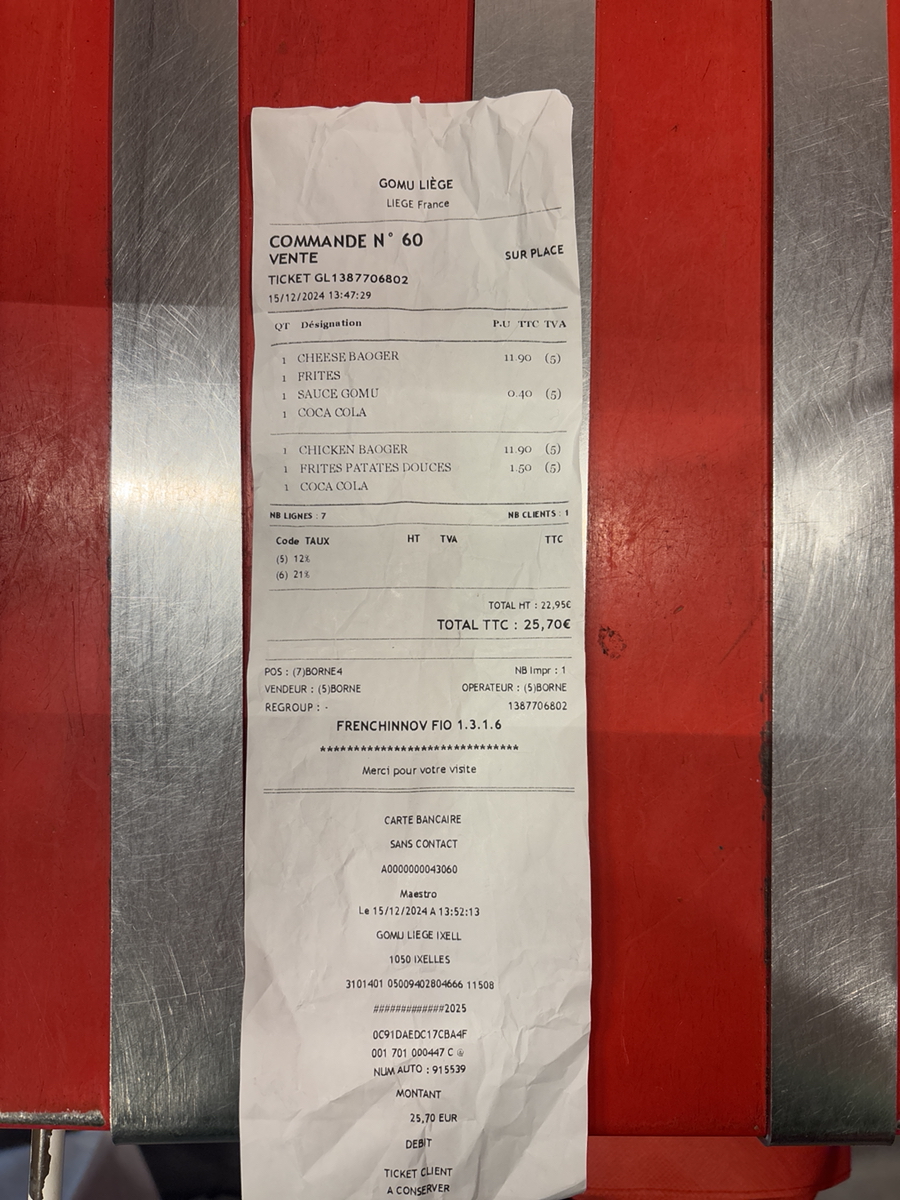 GOMU LIÈGE
LIEGE France
COMMANDE N° 60
VENTE SUR PLACE
TICKET GL1387706802
15/12/2024 13:47:29
QT Désignation P.U TTC TVA
1 CHEESE BAOGER 11.90 (5)
1 FRITES
1 SAUCE GOMU 0.40 (5)
1 COCA COLA
1 CHICKEN BAOGER 11.90 (5)
1 FRITES PATATES DOUCES 1.50 (5)
1 COCA COLA
NB LIGNES : 7 NB CLIENTS : 1
Code TAUX HT TVA TTC
(5) 12%
(6) 21%
TOTAL HT : 22,95€
TOTAL TTC : 25,70€
POS : (7)BORNE4 NB Impr : 1
VENDEUR : (5)BORNE OPERATEUR : (5)BORNE
REGROUP : - 1387706802
FRENCHINNOV FIO 1.3.1.6
******************************
Merci pour votre visite
CARTE BANCAIRE
SANS CONTACT
A0000000043060
Maestro
Le 15/12/2024 A 13:52:13
GOMU LIEGE IXELL
1050 IXELLES
3101401 05009402804666 11508
#############2025
0C91DAEDC17CBA4F
001 701 000447 C @
NUM AUTO : 915539
MONTANT
25,70 EUR
DEBIT
TICKET CLIENT
A CONSERVER